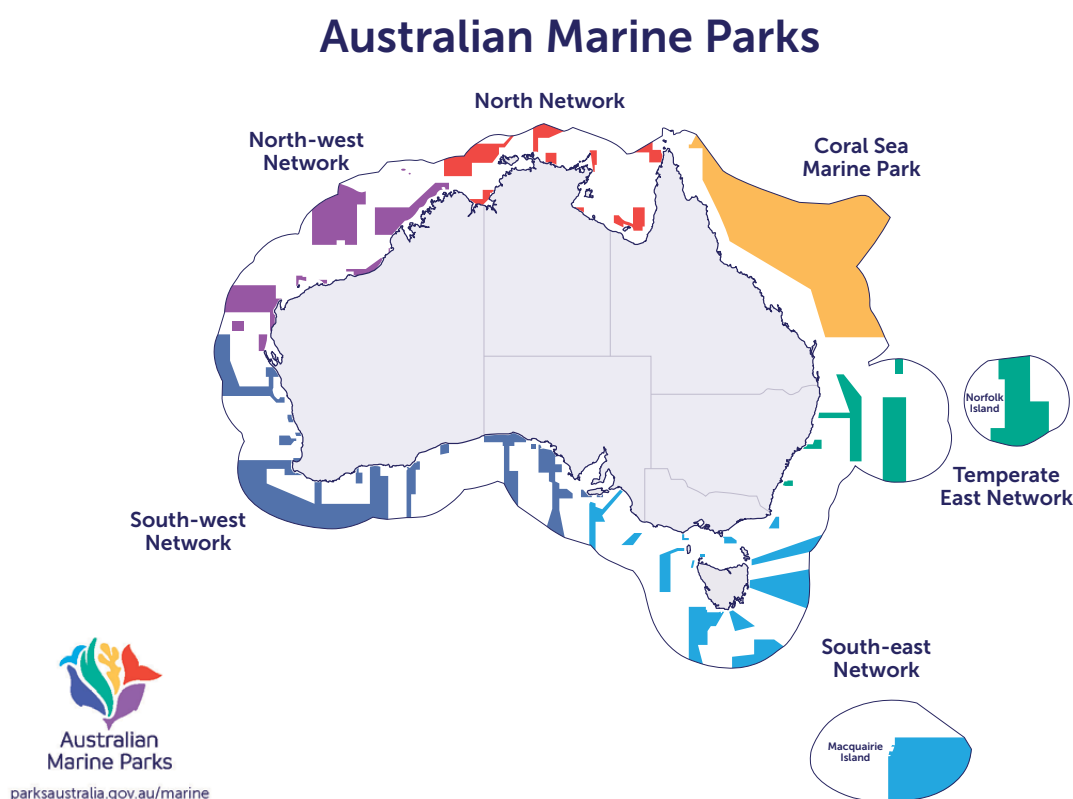 Australian Marine Parks
North Network
North-west
Network
Coral Sea
Marine Park
Norfolk
Island
Temperate
East Network
South-west
Network
South-east
Network
Macquairie
Island
Australian
Marine Parks
parksaustralia.gov.au/marine